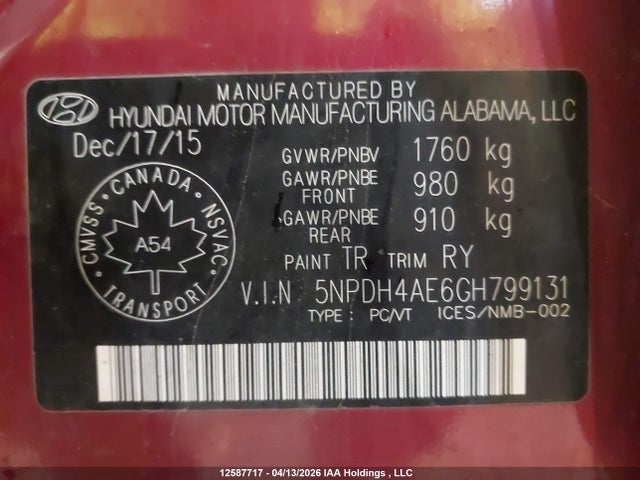 MANUFACTURED BY
HYUNDAI MOTOR MANUFACTURING ALABAMA, LLC
Dec/17/15
GVWR/PNBV 1760 kg
GAWR/PNBE FRONT 980 kg
GAWR/PNBE REAR 910 kg
PAINT TR TRIM RY
CANADA
CMVSS NSVAC
A54
TRANSPORT
V.I.N 5NPDH4AE6GH799131
TYPE : PC/VT ICES/NMB-002
12587717 - 04/13/2026 IAA Holdings , LLC